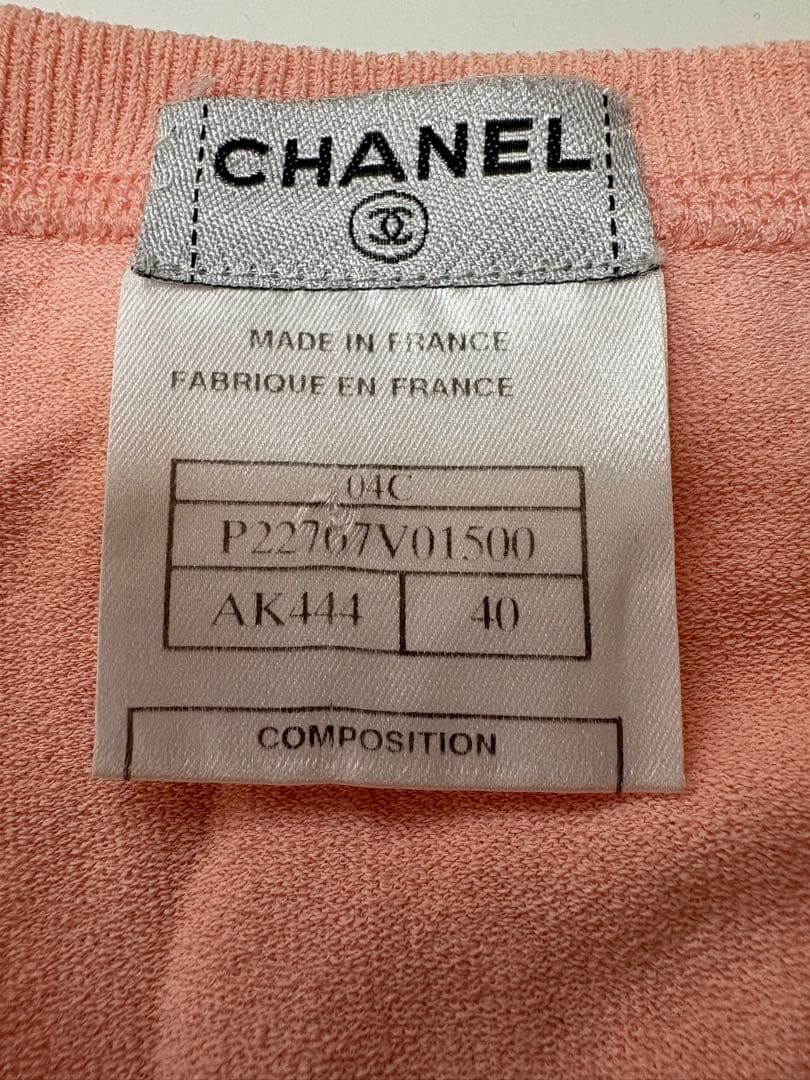 CHANEL
MADE IN FRANCE
FABRIQUE EN FRANCE
04C
P22767V01500
AK444 40
COMPOSITION